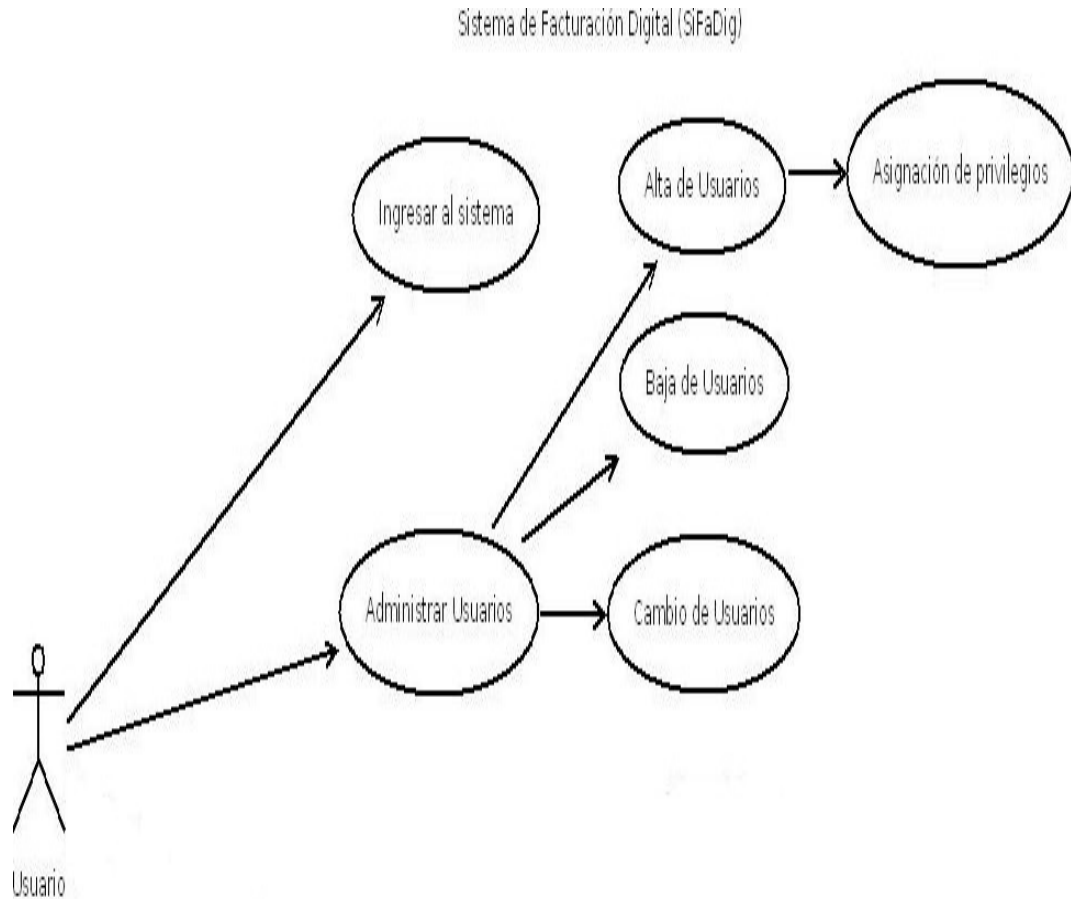 Sistema de Facturación Digital (SiFaDig)
Ingresar al sistema
Alta de Usuarios
Asignación de privilegios
Baja de Usuarios
Administrar Usuarios
Cambio de Usuarios
Usuario